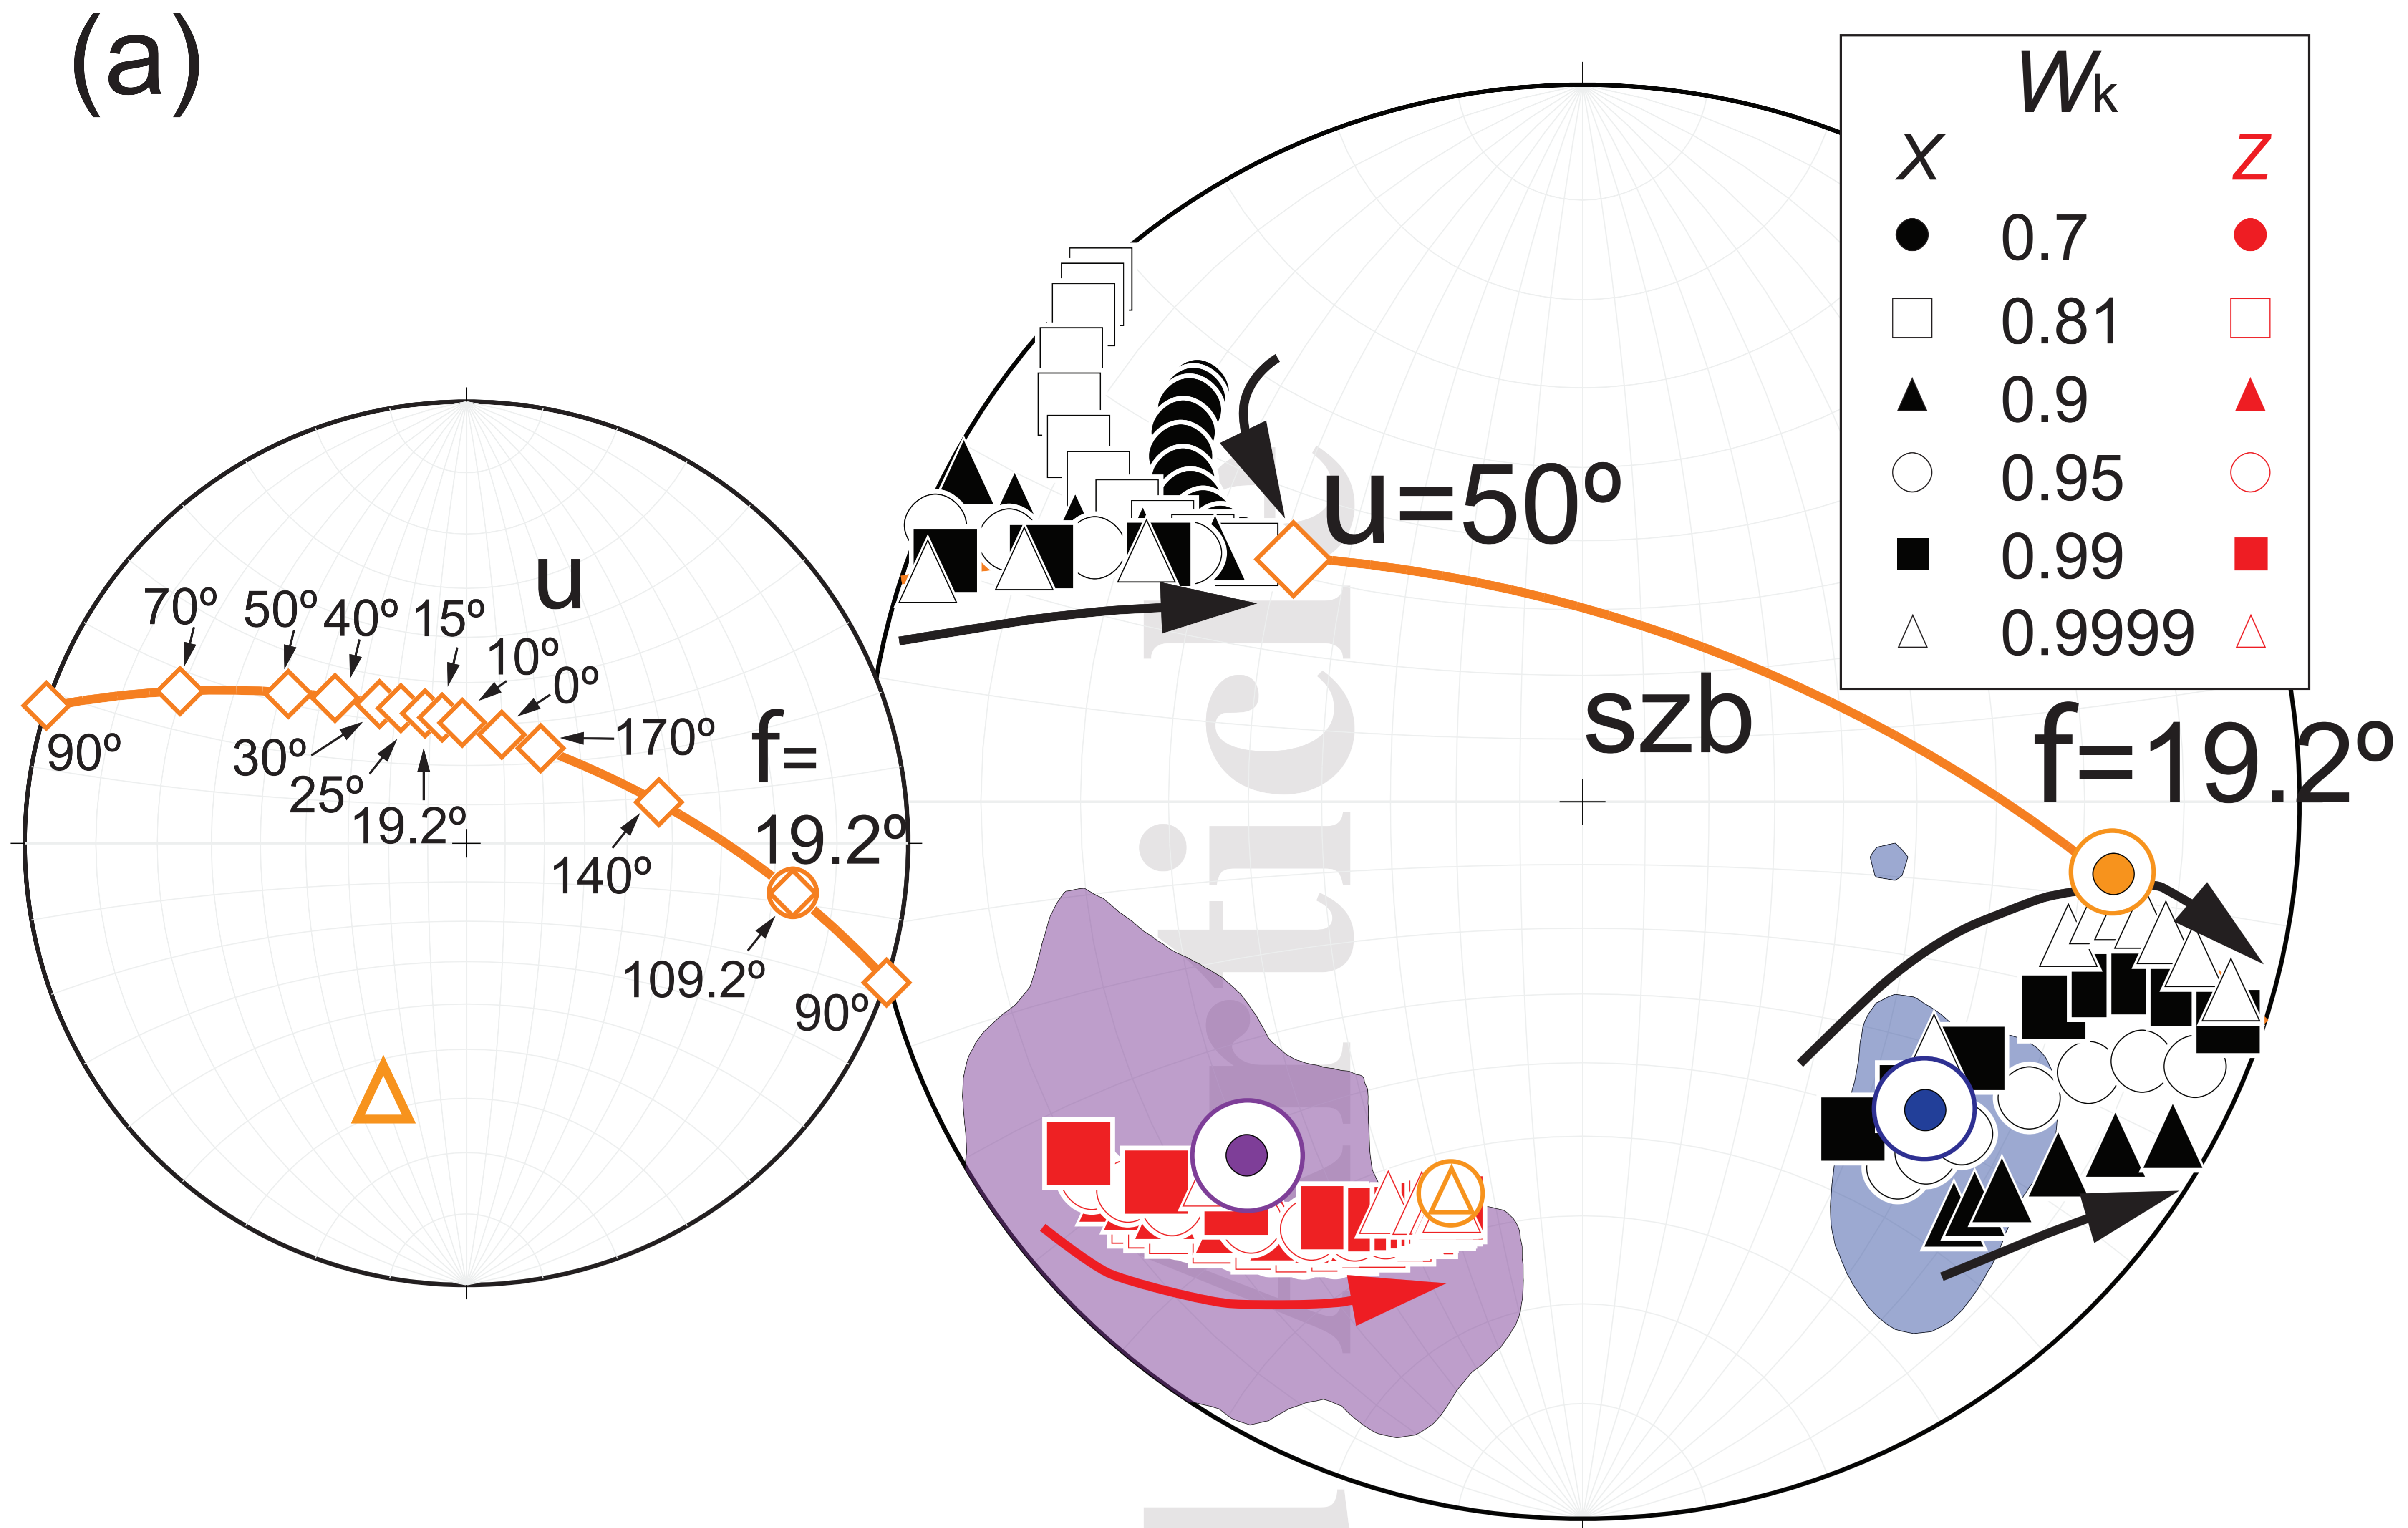 (a)
Wk
x z
0.7
0.81
0.9
0.95
0.99
0.9999
u=50º
szb
f=19.2º
u
70º 50º 40º 15º
10º
0º
170º
90º
30º
25º
19.2º
f=
19.2º
140º
109.2º
90º